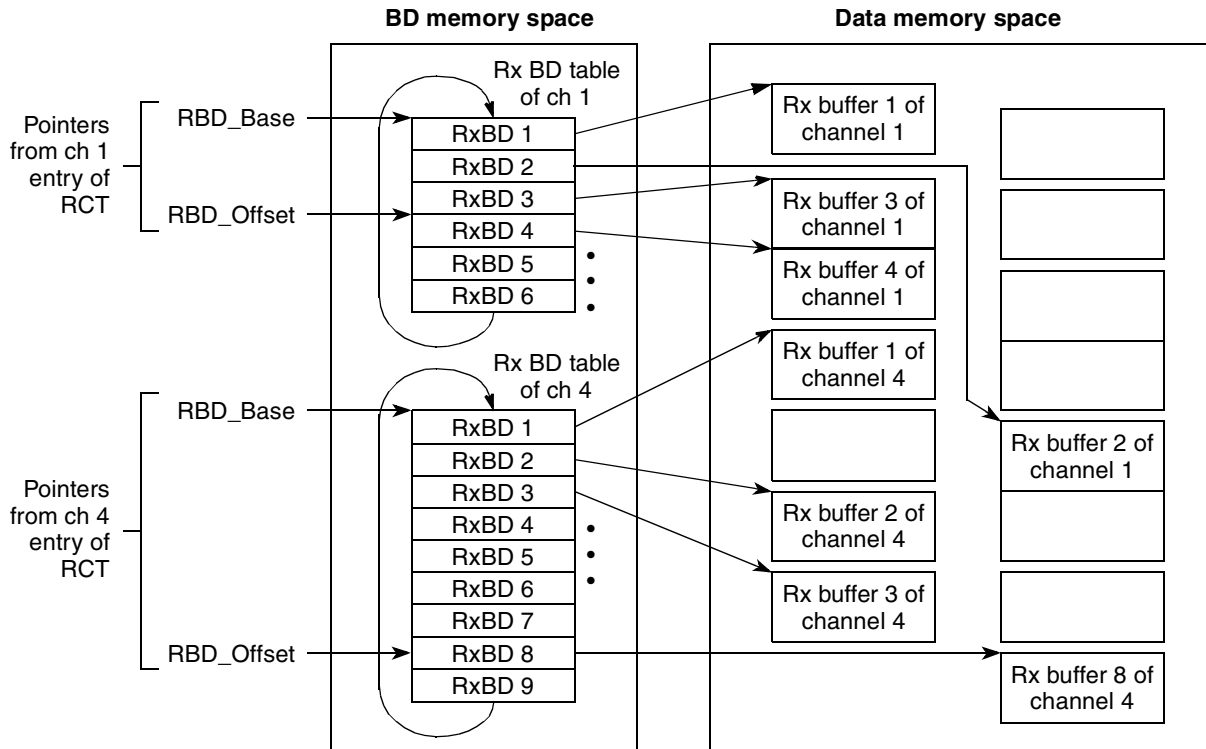 BD memory space
Data memory space
Rx BD table
of ch 1
Pointers
from ch 1
entry of
RCT
RBD_Base
RBD_Offset
RxBD 1
RxBD 2
RxBD 3
RxBD 4
RxBD 5
RxBD 6
Rx buffer 1 of
channel 1
Rx buffer 3 of
channel 1
Rx buffer 4 of
channel 1
Rx buffer 1 of
channel 4
Rx BD table
of ch 4
Pointers
from ch 4
entry of
RCT
RBD_Base
RBD_Offset
RxBD 1
RxBD 2
RxBD 3
RxBD 4
RxBD 5
RxBD 6
RxBD 7
RxBD 8
RxBD 9
Rx buffer 2 of
channel 4
Rx buffer 3 of
channel 4
Rx buffer 2 of
channel 1
Rx buffer 8 of
channel 4